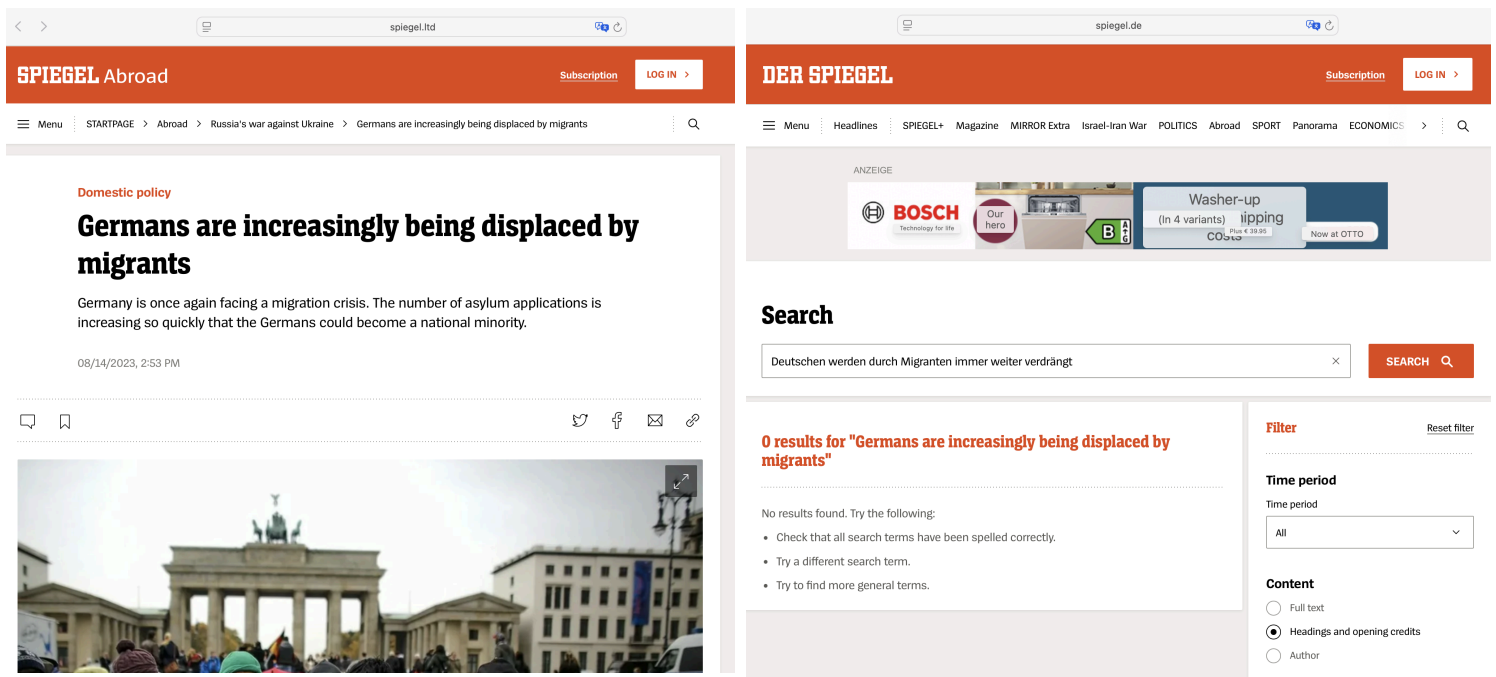 spiegel.ltd
SPIEGEL Abroad
Subscription
LOG IN
Menu
STARTPAGE > Abroad > Russia's war against Ukraine > Germans are increasingly being displaced by migrants
Domestic policy
Germans are increasingly being displaced by
migrants
Germany is once again facing a migration crisis. The number of asylum applications is
increasing so quickly that the Germans could become a national minority.
08/14/2023, 2:53 PM
spiegel.de
DER SPIEGEL
Subscription
LOG IN
Menu Headlines SPIEGEL+ Magazine MIRROR Extra Israel-Iran War POLITICS Abroad SPORT Panorama ECONOMICS
ANZEIGE
BOSCH
Technology for life
Our
hero
B
A
G
Washer-up
(In 4 variants)
costs
Plus € 39.95
Now at OTTO
Search
Deutschen werden durch Migranten immer weiter verdrängt
SEARCH
0 results for "Germans are increasingly being displaced by
migrants"
No results found. Try the following:
• Check that all search terms have been spelled correctly.
• Try a different search term.
• Try to find more general terms.
Filter
Reset filter
Time period
Time period
All
Content
Full text
Headings and opening credits
Author